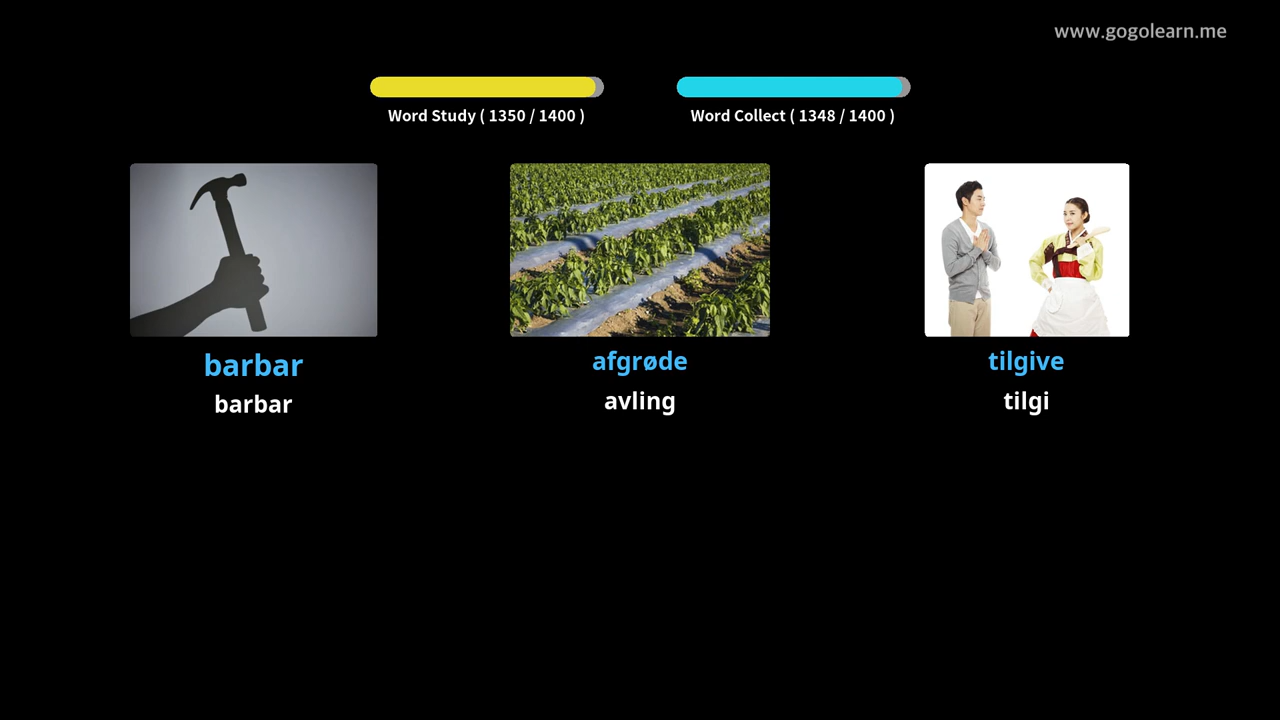 www.gogolearn.me
Word Study ( 1350 / 1400 )
Word Collect ( 1348 / 1400 )
barbar
barbar
afgrøde
avling
tilgive
tilgi